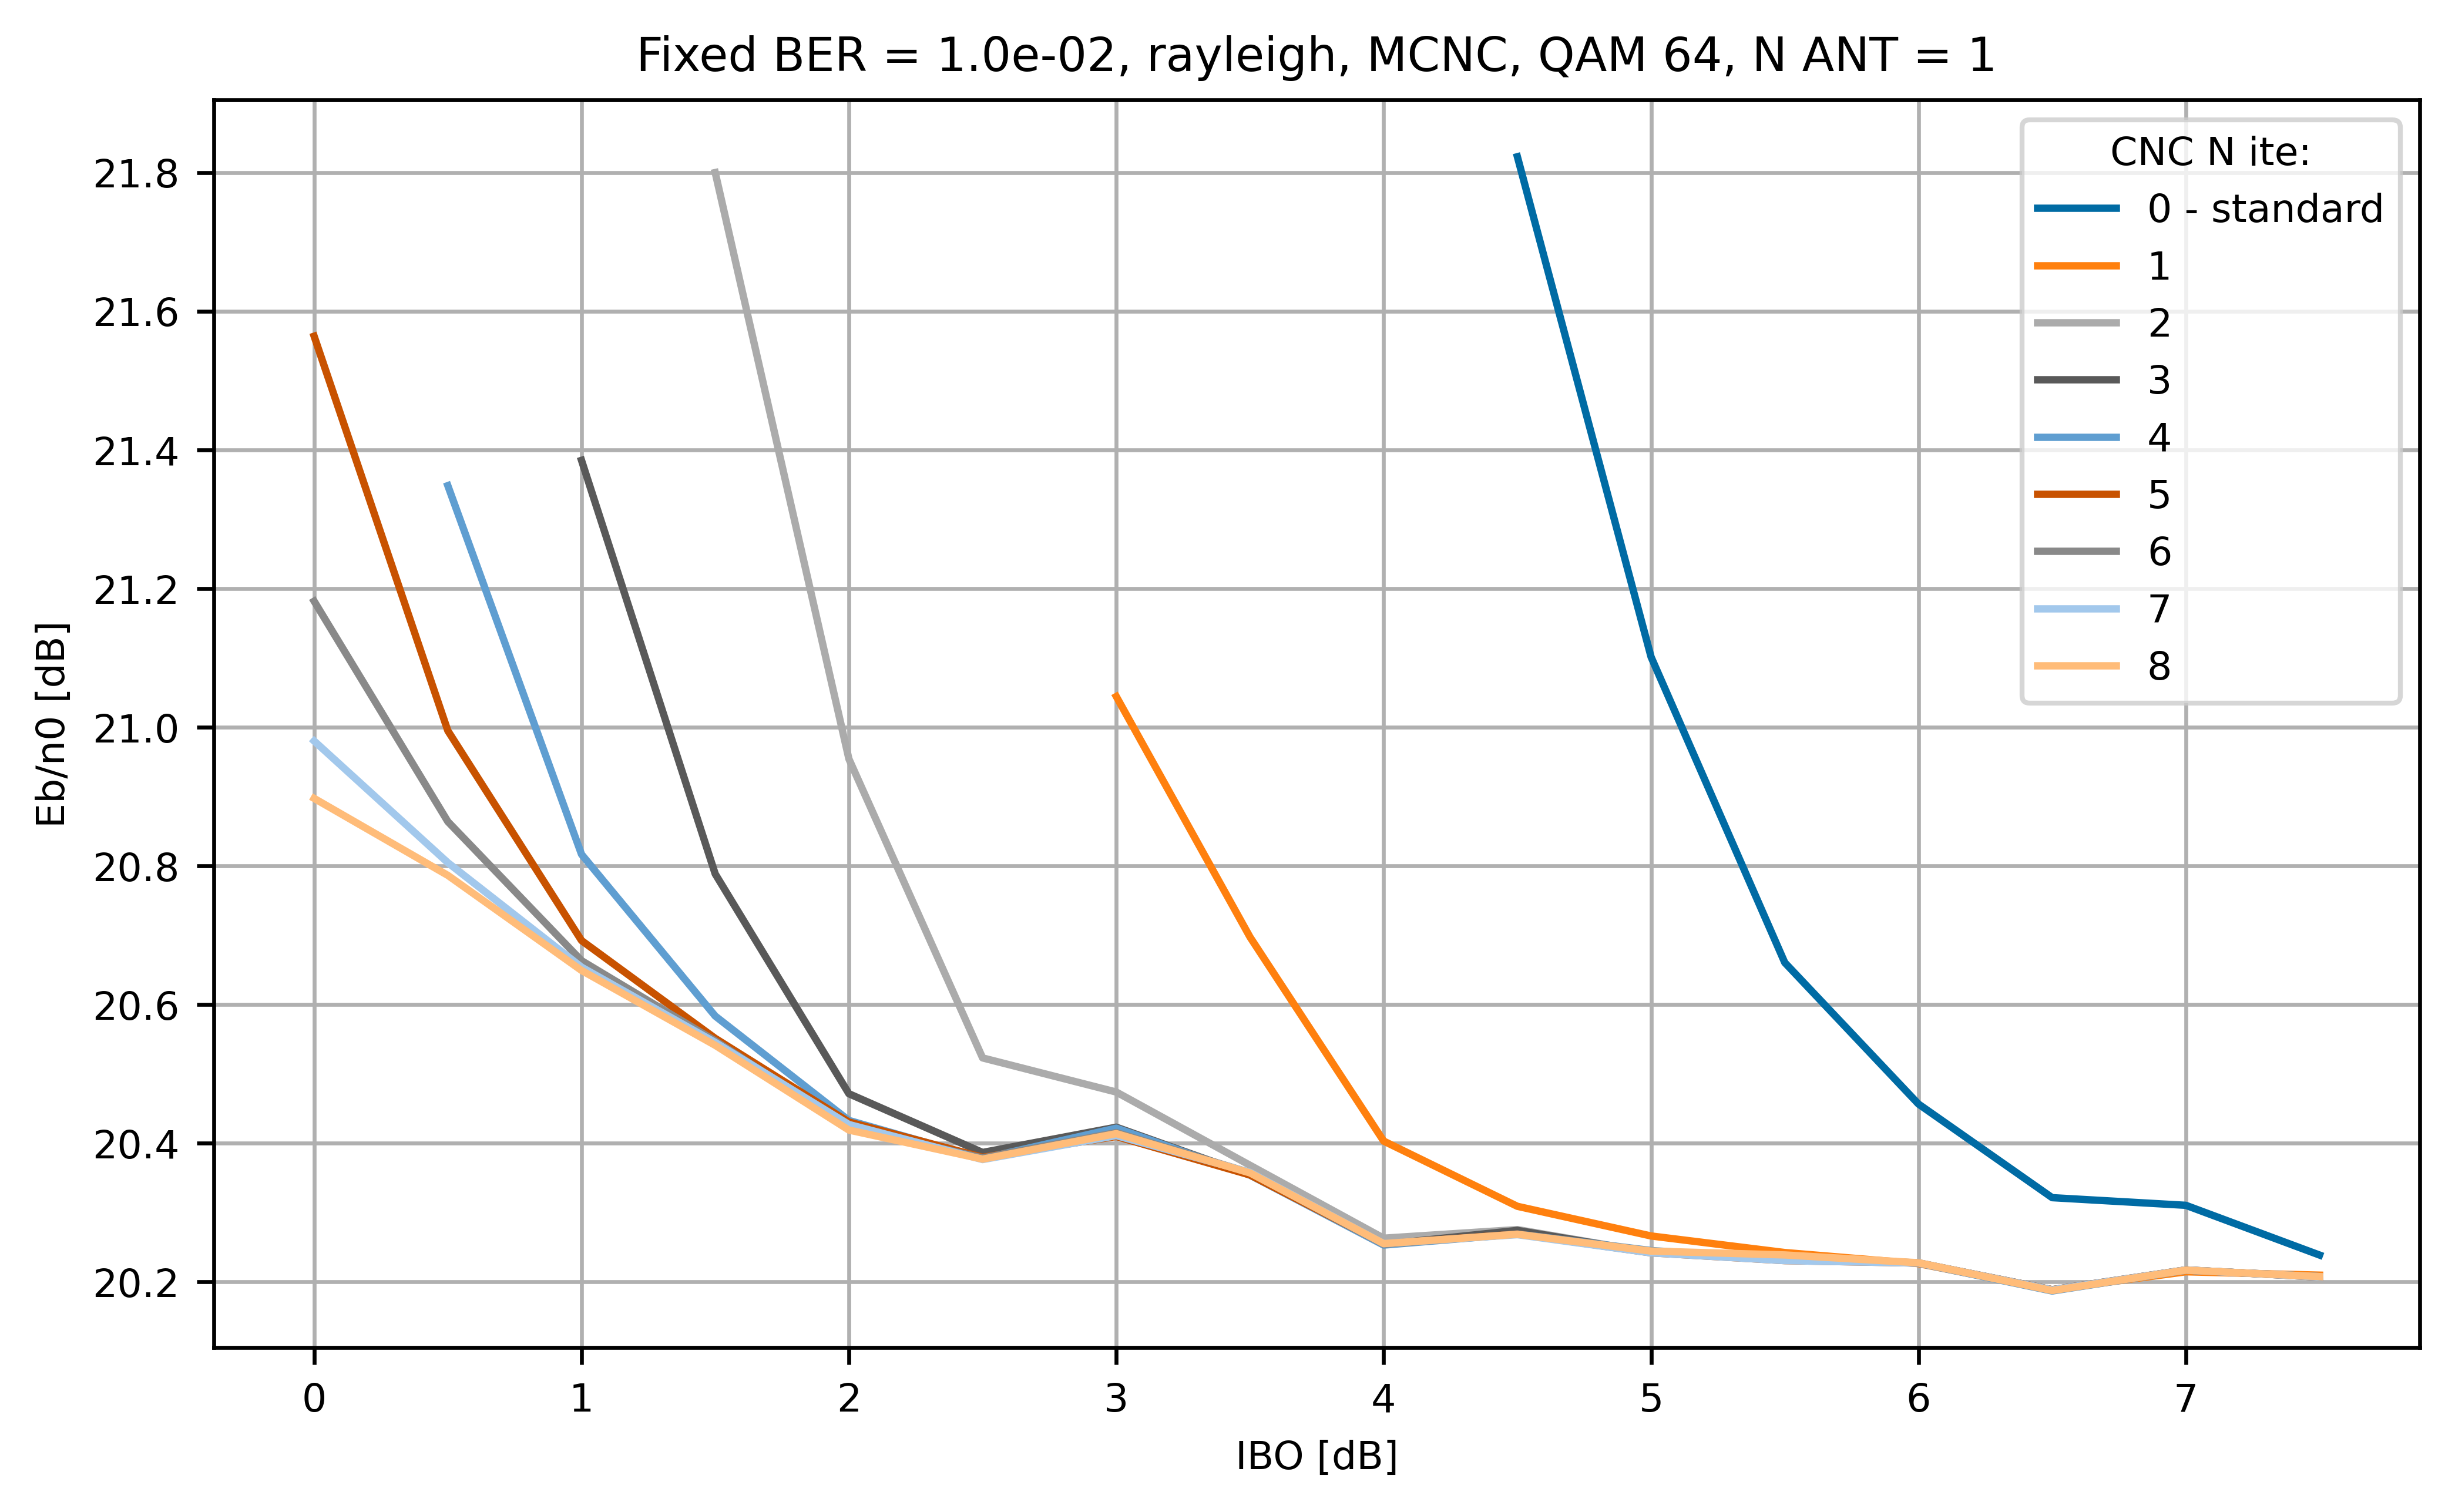 Fixed BER = 1.0e-02, rayleigh, MCNC, QAM 64, N ANT = 1
CNC N ite:
0 - standard
1
2
3
4
5
6
7
8
Eb/n0 [dB]
21.8
21.6
21.4
21.2
21.0
20.8
20.6
20.4
20.2
0 1 2 3 4 5 6 7
IBO [dB]